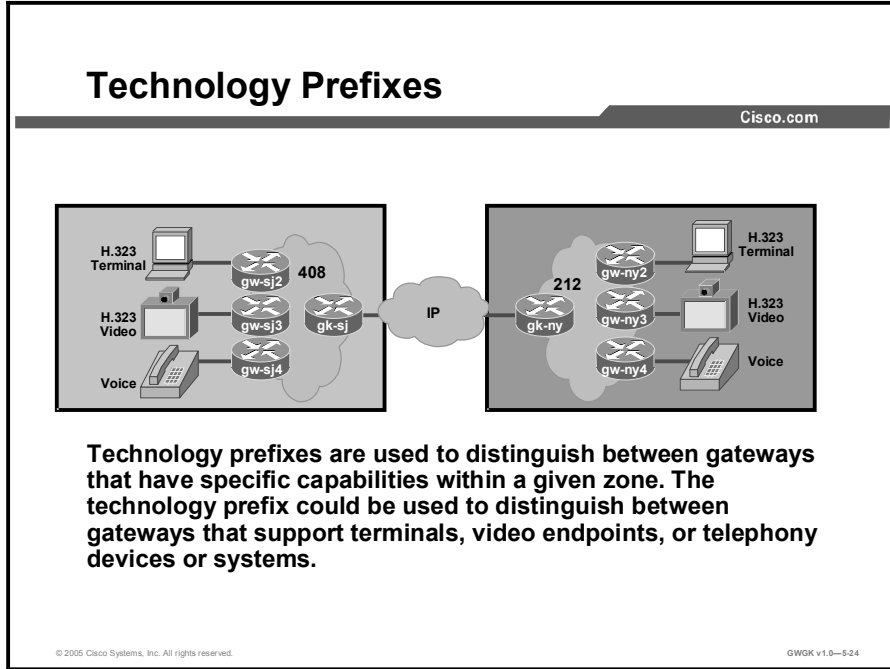 Technology Prefixes
Cisco.com
H.323
Terminal
gw-sj2
408
H.323
Video
gw-sj3
gk-sj
Voice
gw-sj4
IP
212
gk-ny
gw-ny2
H.323
Terminal
gw-ny3
H.323
Video
gw-ny4
Voice
Technology prefixes are used to distinguish between gateways
that have specific capabilities within a given zone. The
technology prefix could be used to distinguish between
gateways that support terminals, video endpoints, or telephony
devices or systems.
© 2005 Cisco Systems, Inc. All rights reserved.
GWGK v1.0—5-24